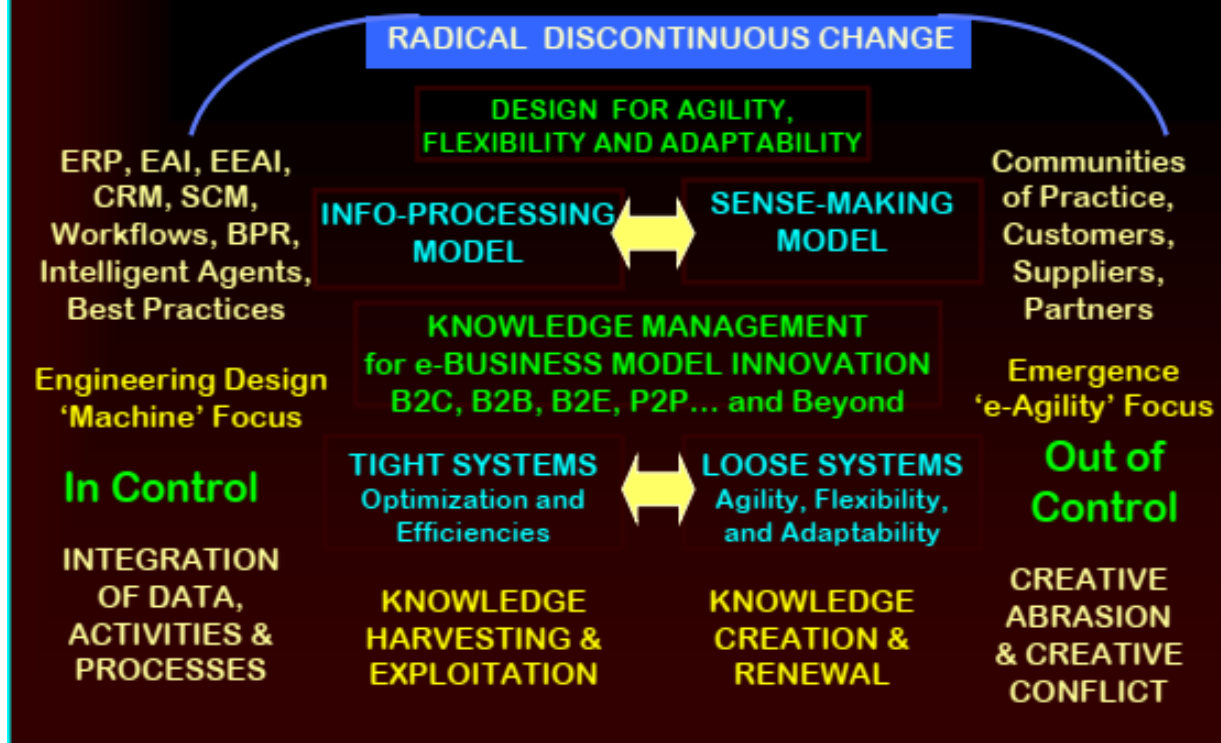 RADICAL DISCONTINUOUS CHANGE
DESIGN FOR AGILITY,
FLEXIBILITY AND ADAPTABILITY
ERP, EAI, EEAI,
CRM, SCM,
Workflows, BPR,
Intelligent Agents,
Best Practices
INFO-PROCESSING
MODEL
SENSE-MAKING
MODEL
Communities
of Practice,
Customers,
Suppliers,
Partners
KNOWLEDGE MANAGEMENT
for e-BUSINESS MODEL INNOVATION
B2C, B2B, B2E, P2P... and Beyond
Engineering Design
‘Machine’ Focus
Emergence
‘e-Agility’ Focus
In Control
TIGHT SYSTEMS
Optimization and
Efficiencies
LOOSE SYSTEMS
Agility, Flexibility,
and Adaptability
Out of
Control
INTEGRATION
OF DATA,
ACTIVITIES &
PROCESSES
KNOWLEDGE
HARVESTING &
EXPLOITATION
KNOWLEDGE
CREATION &
RENEWAL
CREATIVE
ABRASION
& CREATIVE
CONFLICT